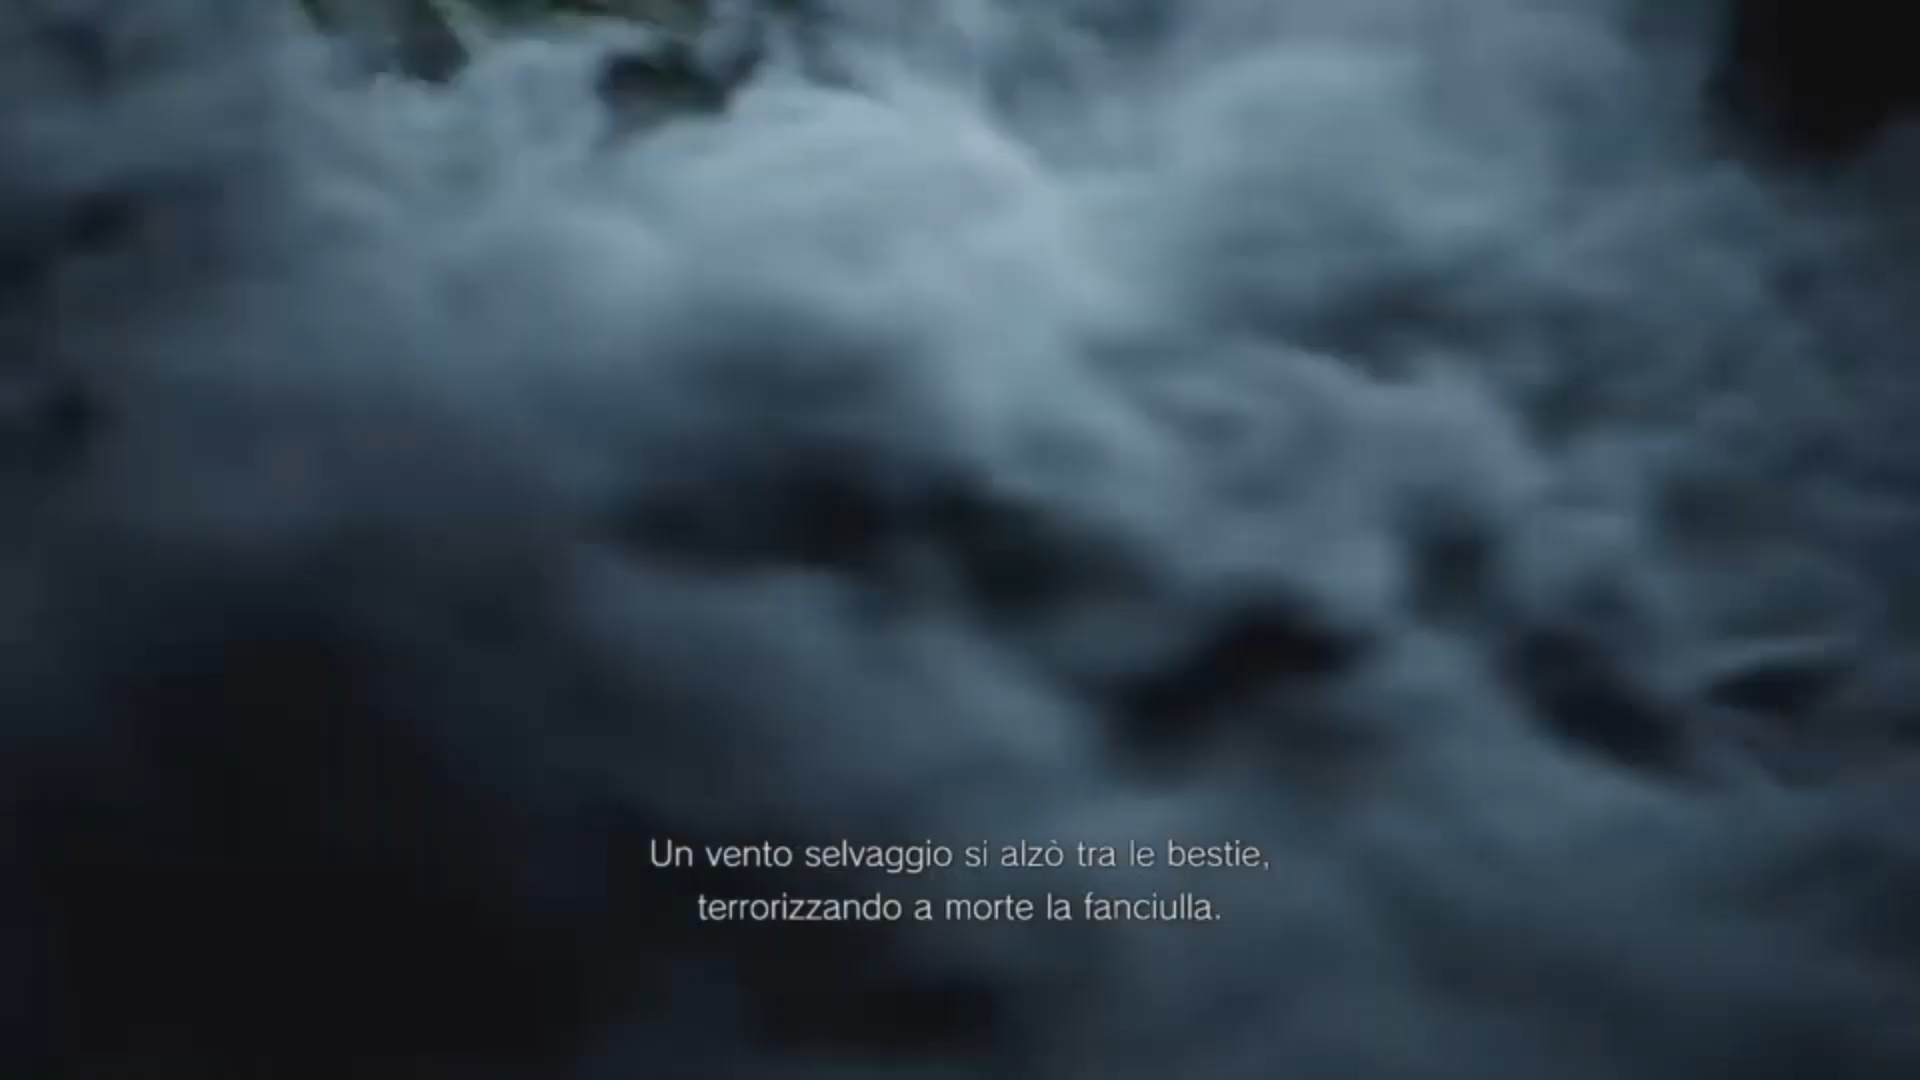 Un vento selvaggio si alzò tra le bestie,
terrorizzando a morte la fanciulla.